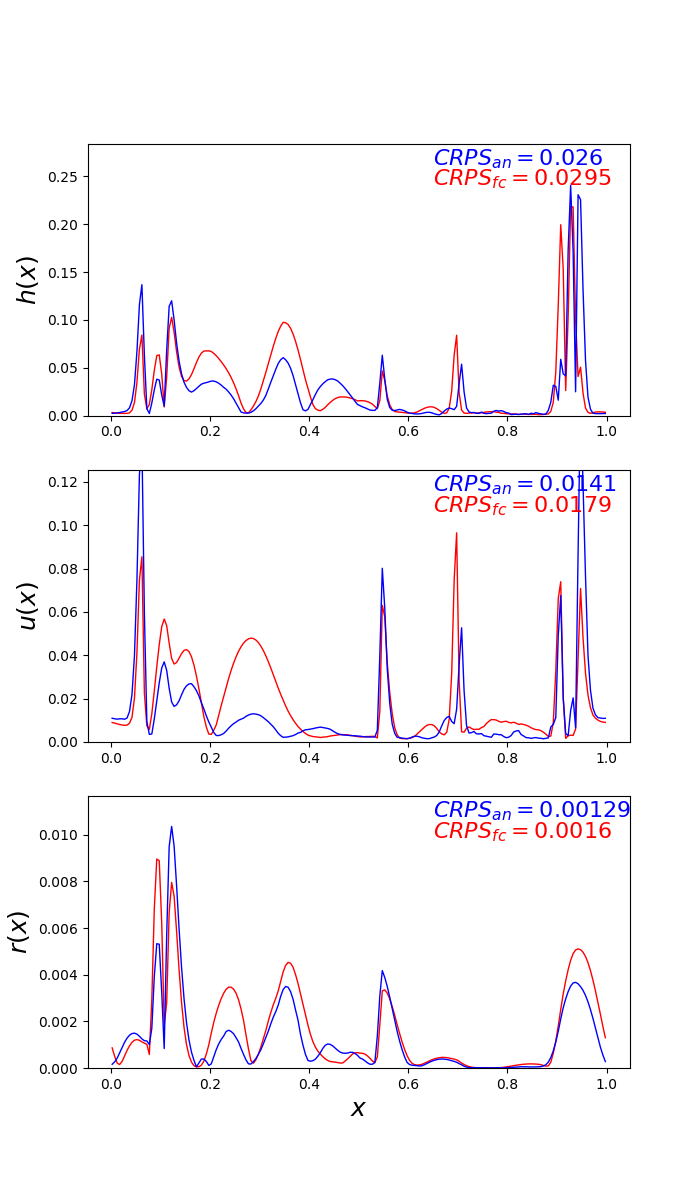 CRPS_an = 0.026
CRPS_fc = 0.0295
h(x)
0.25
0.20
0.15
0.10
0.05
0.00
0.0 0.2 0.4 0.6 0.8 1.0
CRPS_an = 0.0141
CRPS_fc = 0.0179
u(x)
0.12
0.10
0.08
0.06
0.04
0.02
0.00
0.0 0.2 0.4 0.6 0.8 1.0
CRPS_an = 0.00129
CRPS_fc = 0.0016
r(x)
0.010
0.008
0.006
0.004
0.002
0.000
0.0 0.2 0.4 0.6 0.8 1.0
x